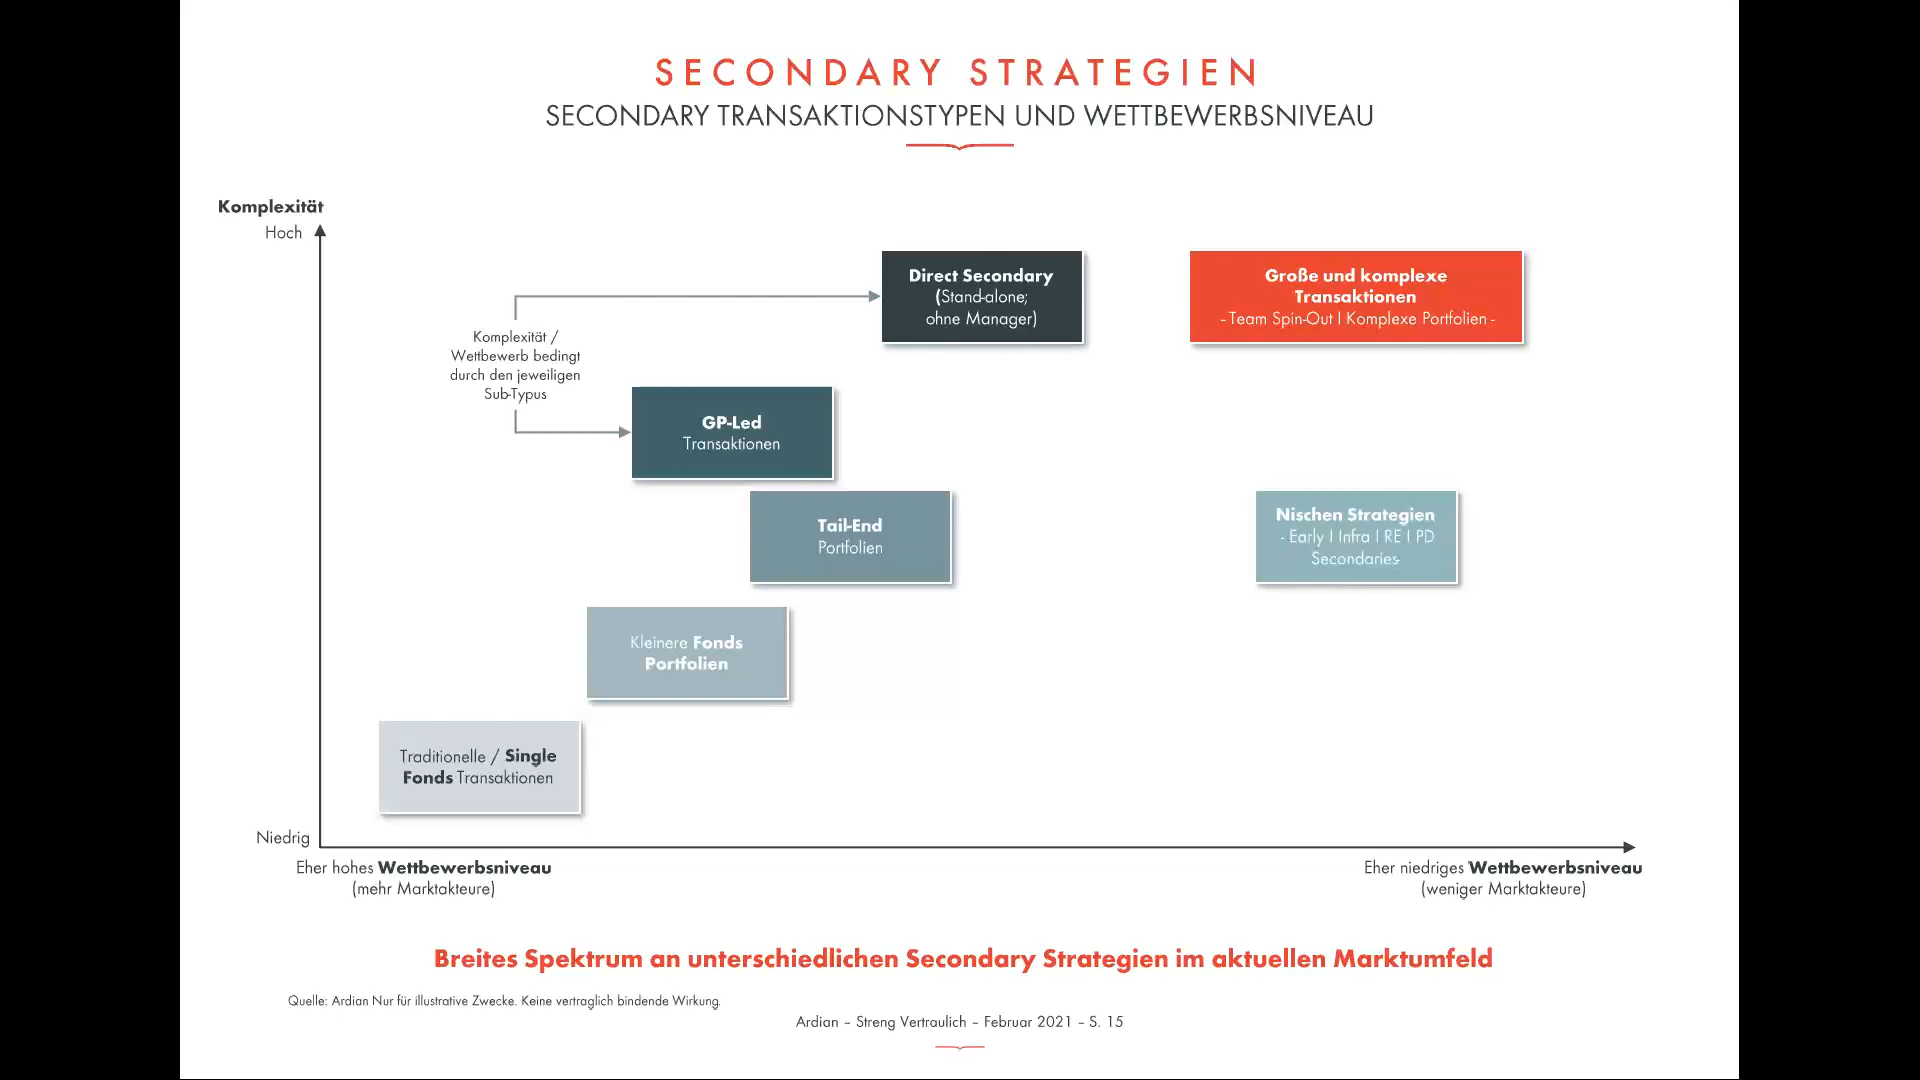 SECONDARY STRATEGIEN
SECONDARY TRANSAKTIONSTYPEN UND WETTBEWERBSNIVEAU
Komplexität
Hoch
Direct Secondary
(Stand-alone;
ohne Manager)
Große und komplexe
Transaktionen
- Team Spin-Out I Komplexe Portfolien -
Komplexität /
Wettbewerb bedingt
durch den jeweiligen
Sub-Typus
GP-Led
Transaktionen
Tail-End
Portfolien
Nischen Strategien
- Early I Infra I RE I PD
Secondaries-
Kleinere Fonds
Portfolien
Traditionelle / Single
Fonds Transaktionen
Niedrig
Eher hohes Wettbewerbsniveau
(mehr Marktakteure)
Eher niedriges Wettbewerbsniveau
(weniger Marktakteure)
Breites Spektrum an unterschiedlichen Secondary Strategien im aktuellen Marktumfeld
Quelle: Ardian Nur für illustrative Zwecke. Keine vertraglich bindende Wirkung.
Ardian – Streng Vertraulich – Februar 2021 – S. 15